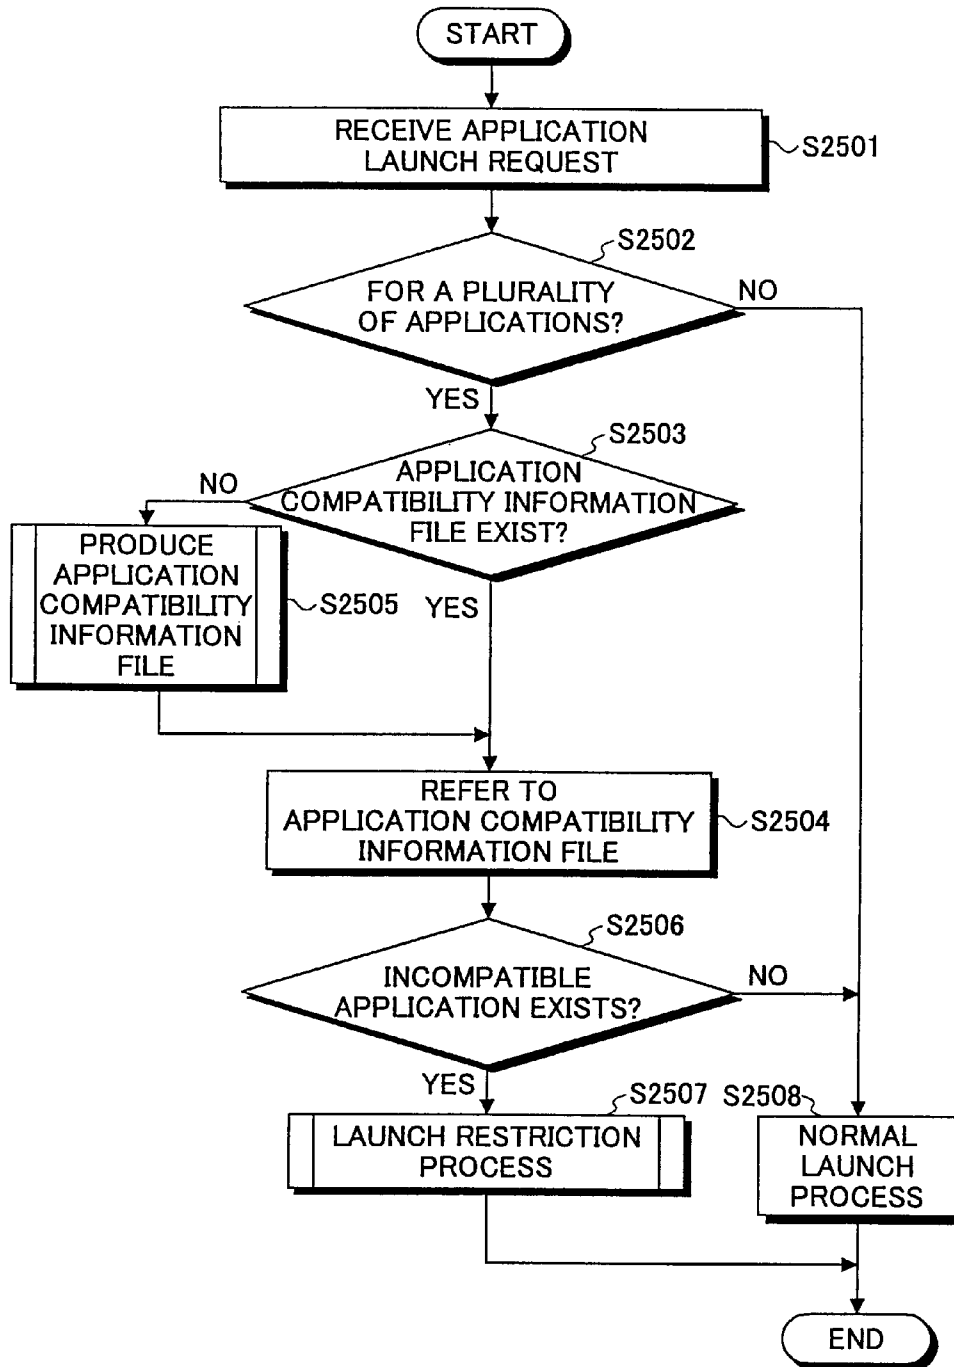 START
RECEIVE APPLICATION
LAUNCH REQUEST
S2501
S2502
FOR A PLURALITY
OF APPLICATIONS?
NO
YES
S2503
APPLICATION
COMPATIBILITY INFORMATION
FILE EXIST?
NO
YES
PRODUCE
APPLICATION
COMPATIBILITY
INFORMATION
FILE
S2505
REFER TO
APPLICATION COMPATIBILITY
INFORMATION FILE
S2504
S2506
INCOMPATIBLE
APPLICATION EXISTS?
NO
YES
S2507
LAUNCH RESTRICTION
PROCESS
S2508
NORMAL
LAUNCH
PROCESS
END